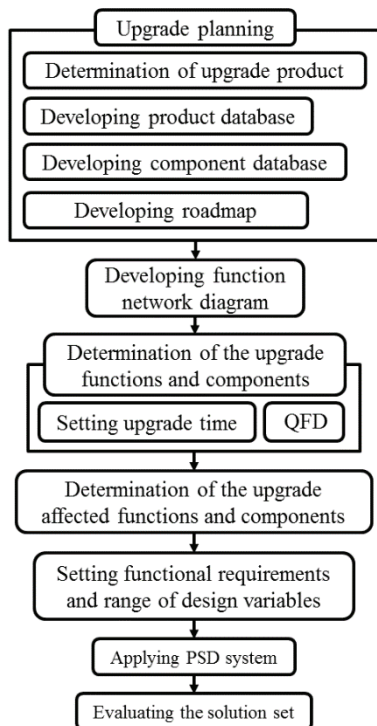 Upgrade planning
Determination of upgrade product
Developing product database
Developing component database
Developing roadmap
Developing function
network diagram
Determination of the upgrade
functions and components
Setting upgrade time
QFD
Determination of the upgrade
affected functions and components
Setting functional requirements
and range of design variables
Applying PSD system
Evaluating the solution set